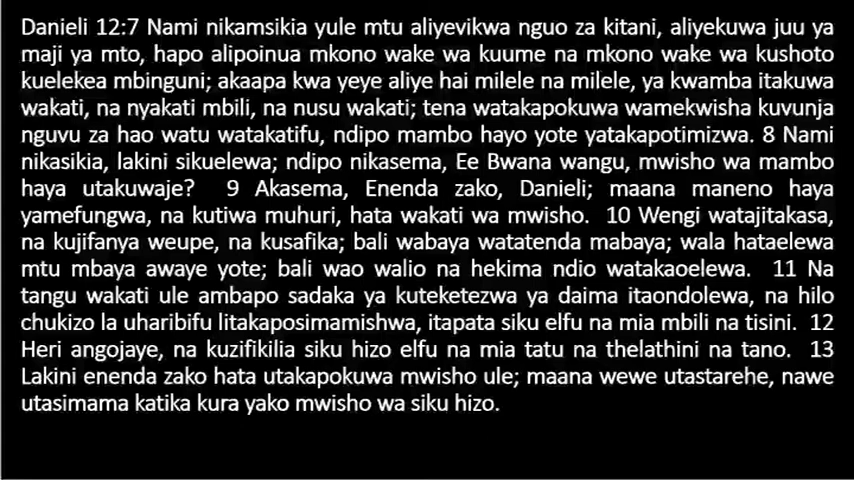 Danieli 12:7 Nami nikamsikia yule mtu aliyevikwa nguo za kitani, aliyekuwa juu ya
maji ya mto, hapo alipoinua mkono wake wa kuume na mkono wake wa kushoto
kuelekea mbinguni; akaapa kwa yeye aliye hai milele na milele, ya kwamba itakuwa
wakati, na nyakati mbili, na nusu wakati; tena watakapokuwa wamekwisha kuvunja
nguvu za hao watu watakatifu, ndipo mambo hayo yote yatakapotimizwa. 8 Nami
nikasikia, lakini sikuelewa; ndipo nikasema, Ee Bwana wangu, mwisho wa mambo
haya utakuwaje? 9 Akasema, Enenda zako, Danieli; maana maneno haya
yamefungwa, na kutiwa muhuri, hata wakati wa mwisho. 10 Wengi watajitakasa,
na kujifanya weupe, na kusafika; bali wabaya watatenda mabaya; wala hataelewa
mtu mbaya awaye yote; bali wao walio na hekima ndio watakaoelewa. 11 Na
tangu wakati ule ambapo sadaka ya kuteketezwa ya daima itaondolewa, na hilo
chukizo la uharibifu litakaposimamishwa, itapata siku elfu na mia mbili na tisini. 12
Heri angojaye, na kuzifikilia siku hizo elfu na mia tatu na thelathini na tano. 13
Lakini enenda zako hata utakapokuwa mwisho ule; maana wewe utastarehe, nawe
utasimama katika kura yako mwisho wa siku hizo.